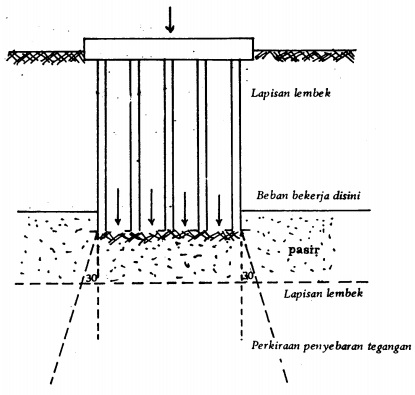 Lapisan lembek
Beban bekerja disini
pasir
30
30
Lapisan lembek
Perkiraan penyebaran tegangan